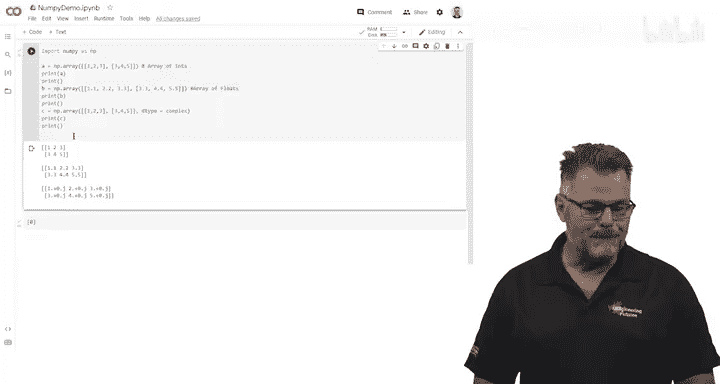 NumpyDemo.ipynb
File Edit View Insert Runtime Tools Help All changes saved
Comment Share
+ Code + Text
RAM
Disk
Editing
import numpy as np
a = np.array([[1,2,3], [3,4,5]]) # Array of Ints
print(a)
print()
b = np.array([[1.1, 2.2, 3.3], [3.3, 4.4, 5.5]]) #Array of Floats
print(b)
print()
c = np.array([[1,2,3], [3,4,5]], dtype = complex)
print(c)
print()
[[1 2 3]
[3 4 5]]
[[1.1 2.2 3.3]
[3.3 4.4 5.5]]
[[1.+0.j 2.+0.j 3.+0.j]
[3.+0.j 4.+0.j 5.+0.j]]
[0]